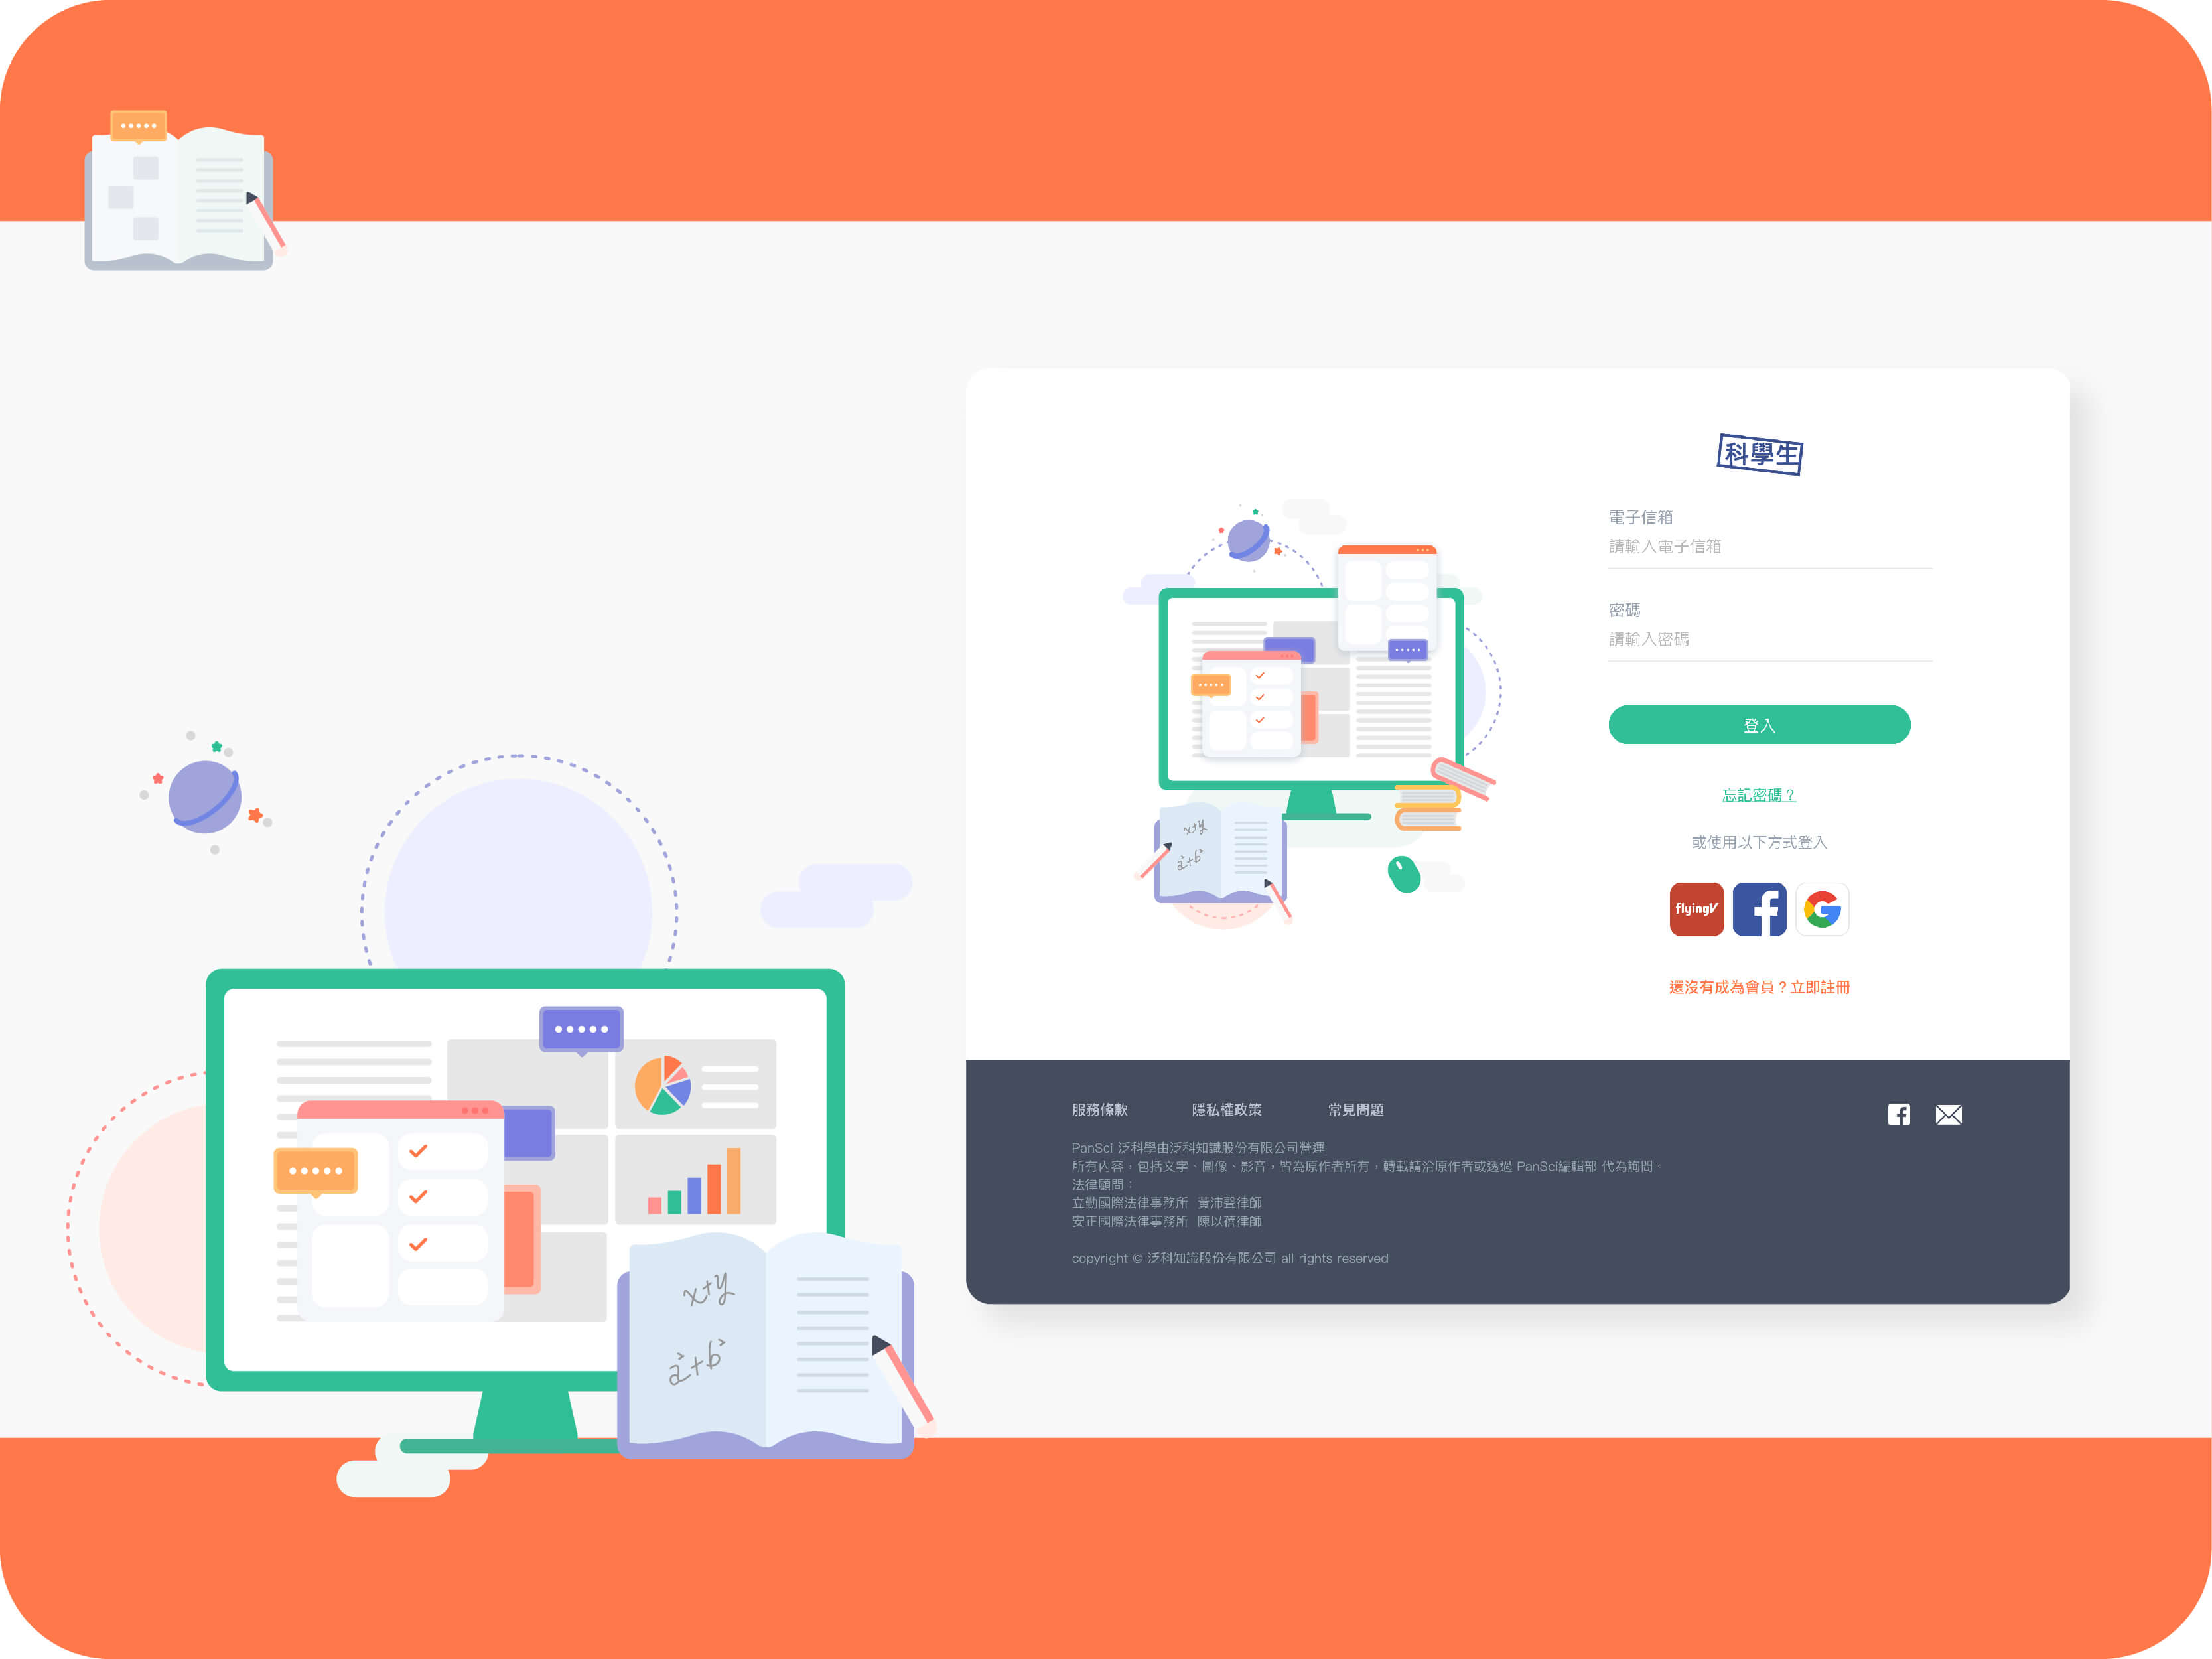 科學生
電子信箱
請輸入電子信箱
密碼
請輸入密碼
登入
忘記密碼？
或使用以下方式登入
flyingV
還沒有成為會員？立即註冊
x+y
a+b
x+y
a+b
服務條款 隱私權政策 常見問題
PanSci 泛科學由泛科知識股份有限公司營運
所有內容，包括文字、圖像、影音，皆為原作者所有，轉載請洽原作者或透過 PanSci編輯部 代為詢問。
法律顧問：
立勤國際法律事務所 黃沛聲律師
安正國際法律事務所 陳以蓓律師
copyright © 泛科知識股份有限公司 all rights reserved